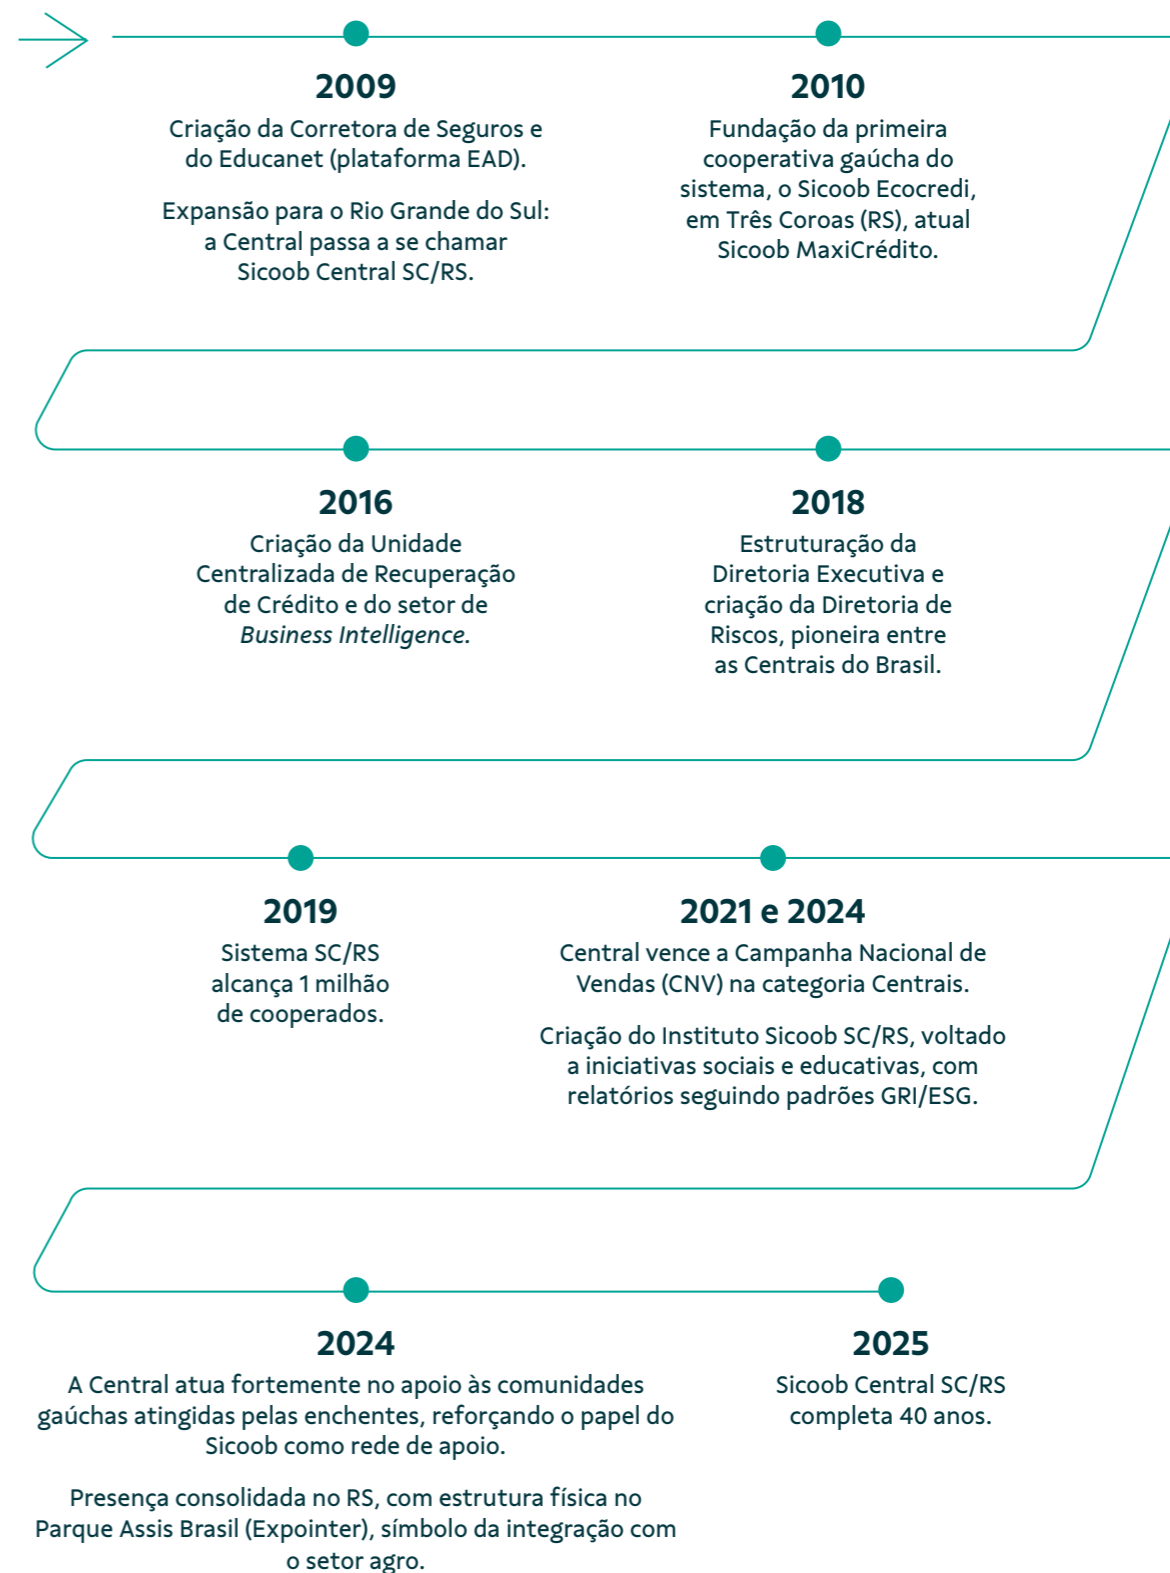 2009
Criação da Corretora de Seguros e
do Educanet (plataforma EAD).
Expansão para o Rio Grande do Sul:
a Central passa a se chamar
Sicoob Central SC/RS.
2010
Fundação da primeira
cooperativa gaúcha do
sistema, o Sicoob Ecocredi,
em Três Coroas (RS), atual
Sicoob MaxiCrédito.
2016
Criação da Unidade
Centralizada de Recuperação
de Crédito e do setor de
Business Intelligence.
2018
Estruturação da
Diretoria Executiva e
criação da Diretoria de
Riscos, pioneira entre
as Centrais do Brasil.
2019
Sistema SC/RS
alcança 1 milhão
de cooperados.
2021 e 2024
Central vence a Campanha Nacional de
Vendas (CNV) na categoria Centrais.
Criação do Instituto Sicoob SC/RS, voltado
a iniciativas sociais e educativas, com
relatórios seguindo padrões GRI/ESG.
2024
A Central atua fortemente no apoio às comunidades
gaúchas atingidas pelas enchentes, reforçando o papel do
Sicoob como rede de apoio.
Presença consolidada no RS, com estrutura física no
Parque Assis Brasil (Expointer), símbolo da integração com
o setor agro.
2025
Sicoob Central SC/RS
completa 40 anos.